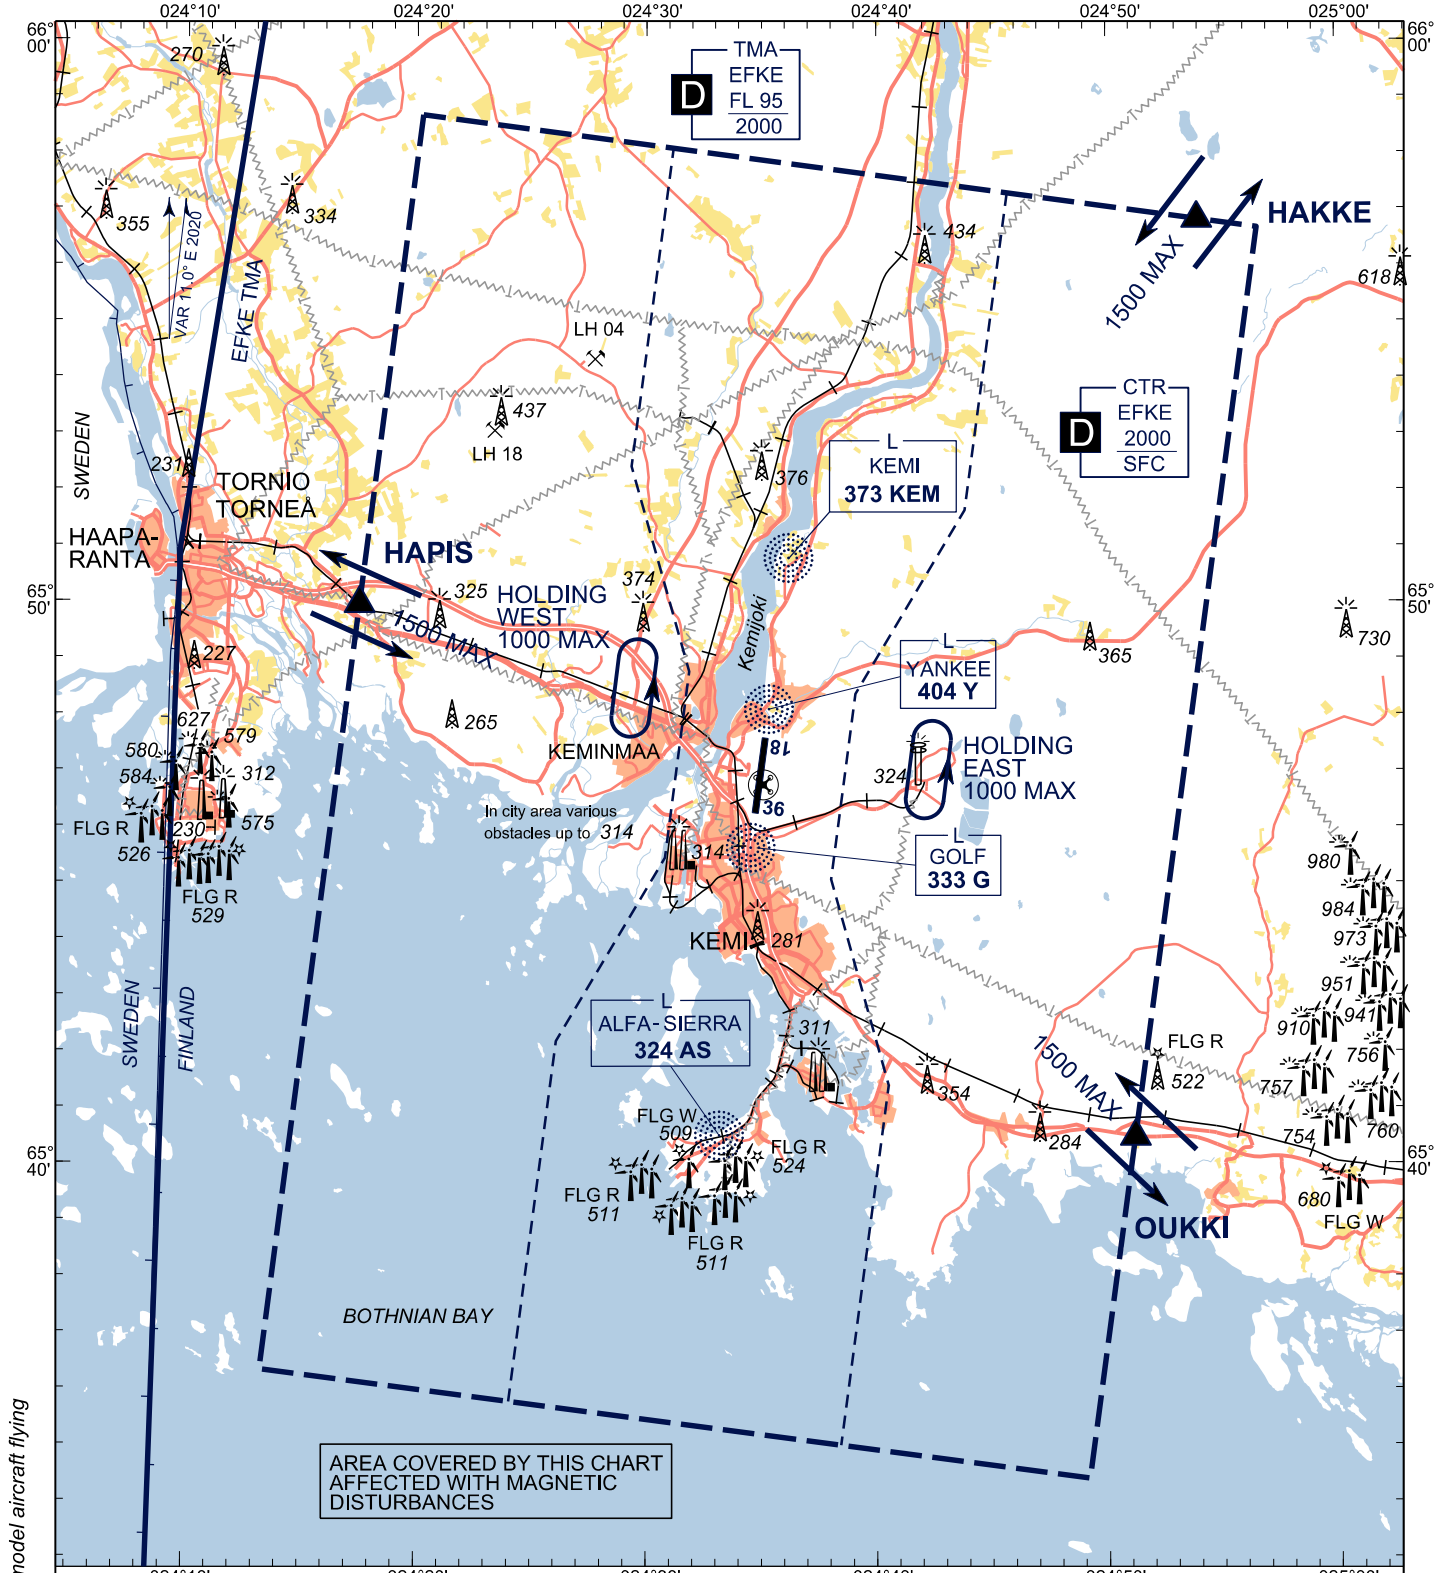 024°10'
024°20'
024°30'
024°40'
024°50'
025°00'
66°
00'
66°
00'
270
TMA
EFKE
FL 95
2000
D
355
334
VAR 11.0° E 2020
EFKE TMA
434
HAKKE
1500 MAX
618
LH 04
437
LH 18
CTR
EFKE
2000
SFC
D
SWEDEN
231
TORNIO
TORNEÅ
376
L
KEMI
373 KEM
HAAPA-
RANTA
HAPIS
325
1500 MAX
HOLDING
WEST
1000 MAX
374
Kemijoki
65°
50'
65°
50'
730
365
227
265
L
YANKEE
404 Y
627
579
580
584
312
KEMINMAA
18
36
324
HOLDING
EAST
1000 MAX
FLG R
230
575
526
In city area various
obstacles up to 314
314
L
GOLF
333 G
FLG R
529
980
984
973
951
941
910
756
757
754
760
KEMI
281
SWEDEN
FINLAND
L
ALFA-SIERRA
324 AS
311
354
1500 MAX
FLG R
522
284
FLG W
509
FLG R
524
65°
40'
65°
40'
FLG R
511
FLG R
511
680
FLG W
OUKKI
BOTHNIAN BAY
AREA COVERED BY THIS CHART
AFFECTED WITH MAGNETIC
DISTURBANCES
model aircraft flying